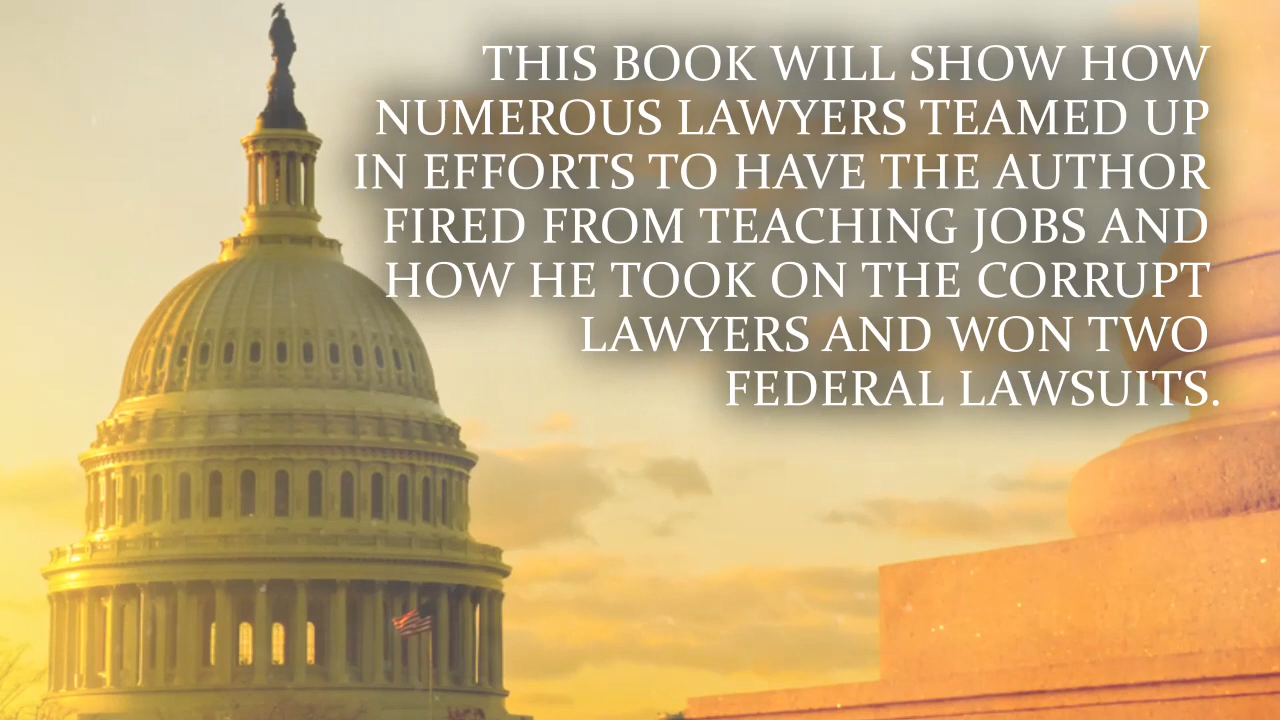 THIS BOOK WILL SHOW HOW
NUMEROUS LAWYERS TEAMED UP
IN EFFORTS TO HAVE THE AUTHOR
FIRED FROM TEACHING JOBS AND
HOW HE TOOK ON THE CORRUPT
LAWYERS AND WON TWO
FEDERAL LAWSUITS.